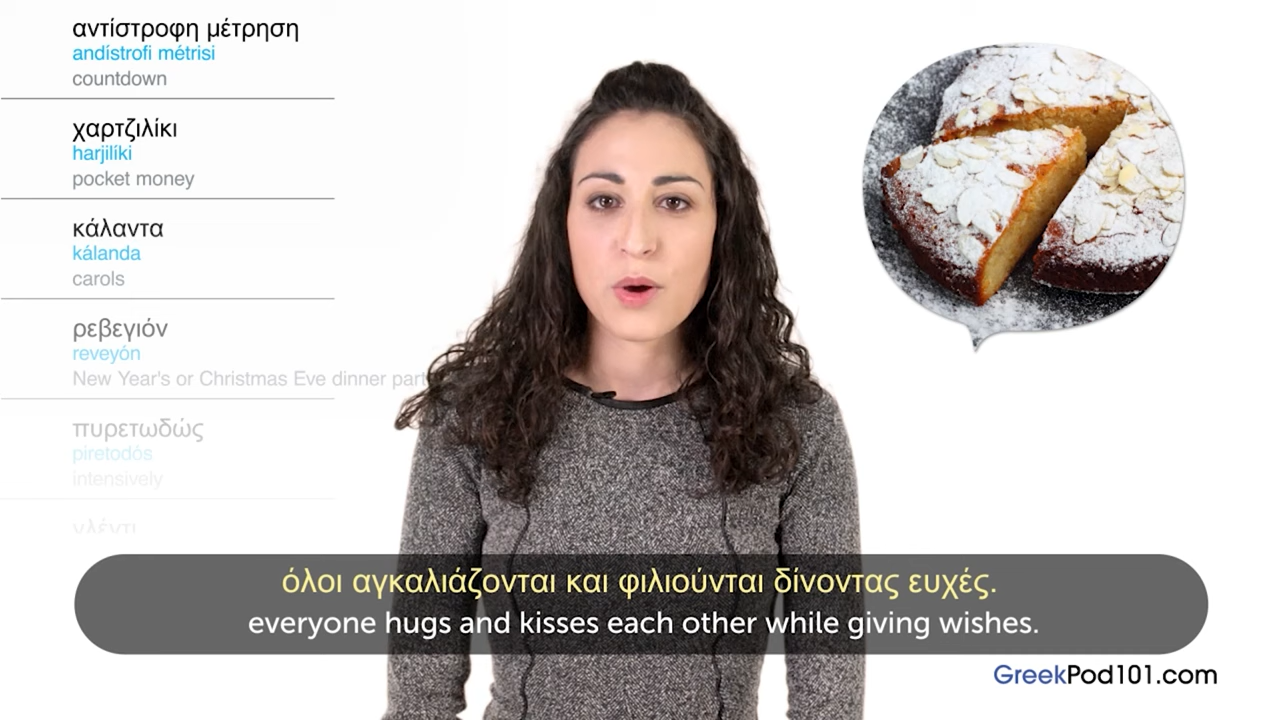 αντίστροφη μέτρηση
andístrofi métrisi
countdown
χαρτζιλίκι
harjilíki
pocket money
κάλαντα
kálanda
carols
ρεβεγιόν
reveyón
New Year's or Christmas Eve dinner part
πυρετωδώς
piretodós
intensively
γλέντι
όλοι αγκαλιάζονται και φιλιούνται δίνοντας ευχές.
everyone hugs and kisses each other while giving wishes.
GreekPod101.com